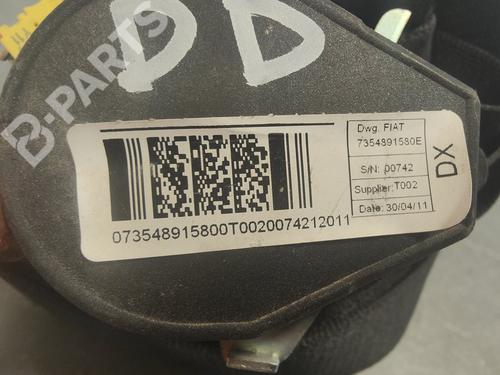 DD
B-PARTS
Dwg. FIAT
7354891580E
S/N: 00742
Supplier: T002
Date: 30/04/11
DX
073548915800T0020074212011